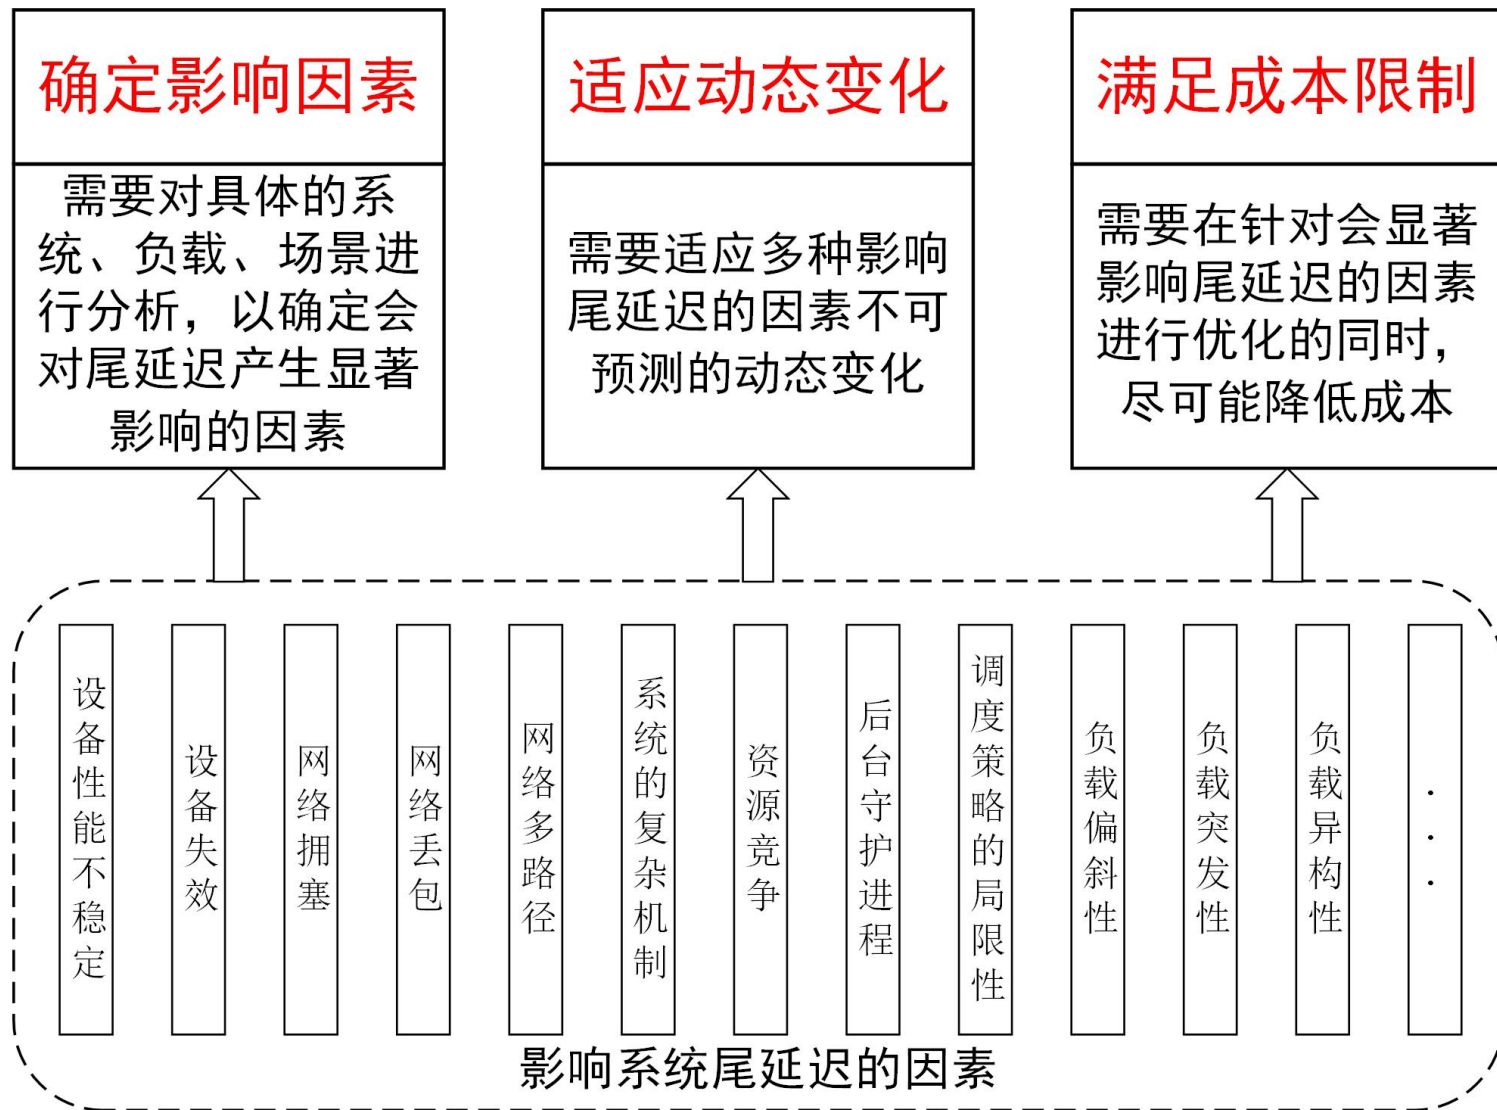 确定影响因素
需要对具体的系
统、负载、场景进
行分析，以确定会
对尾延迟产生显著
影响的因素
适应动态变化
需要适应多种影响
尾延迟的因素不可
预测的动态变化
满足成本限制
需要在针对会显著
影响尾延迟的因素
进行优化的同时，
尽可能降低成本
设备性能不稳定
设备失效
网络拥塞
网络丢包
网络多路径
系统的复杂机制
资源竞争
后台守护进程
调度策略的局限性
负载偏斜性
负载突发性
负载异构性
...
影响系统尾延迟的因素